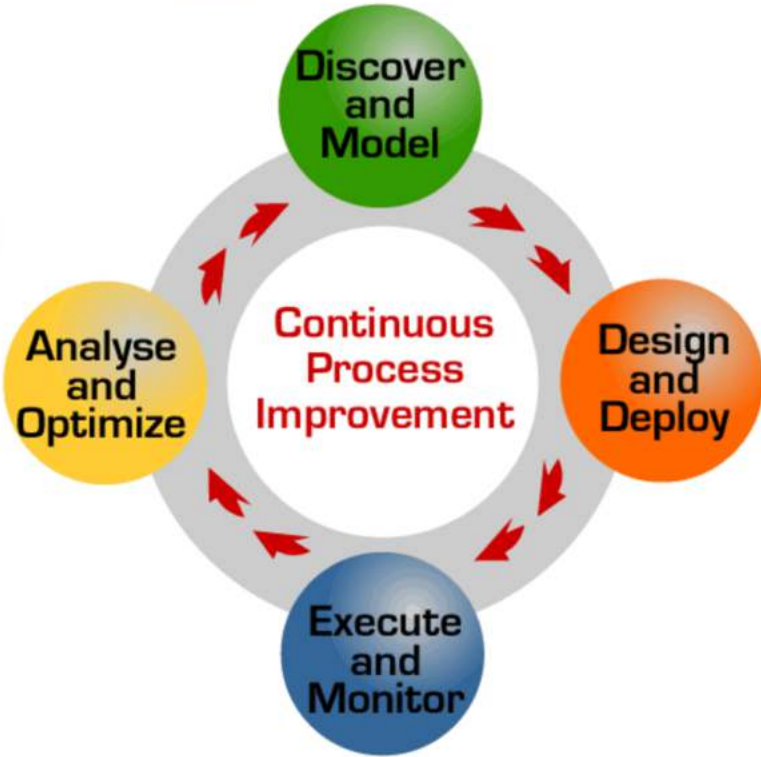 Discover
and
Model
Continuous
Process
Improvement
Design
and
Deploy
Execute
and
Monitor
Analyse
and
Optimize